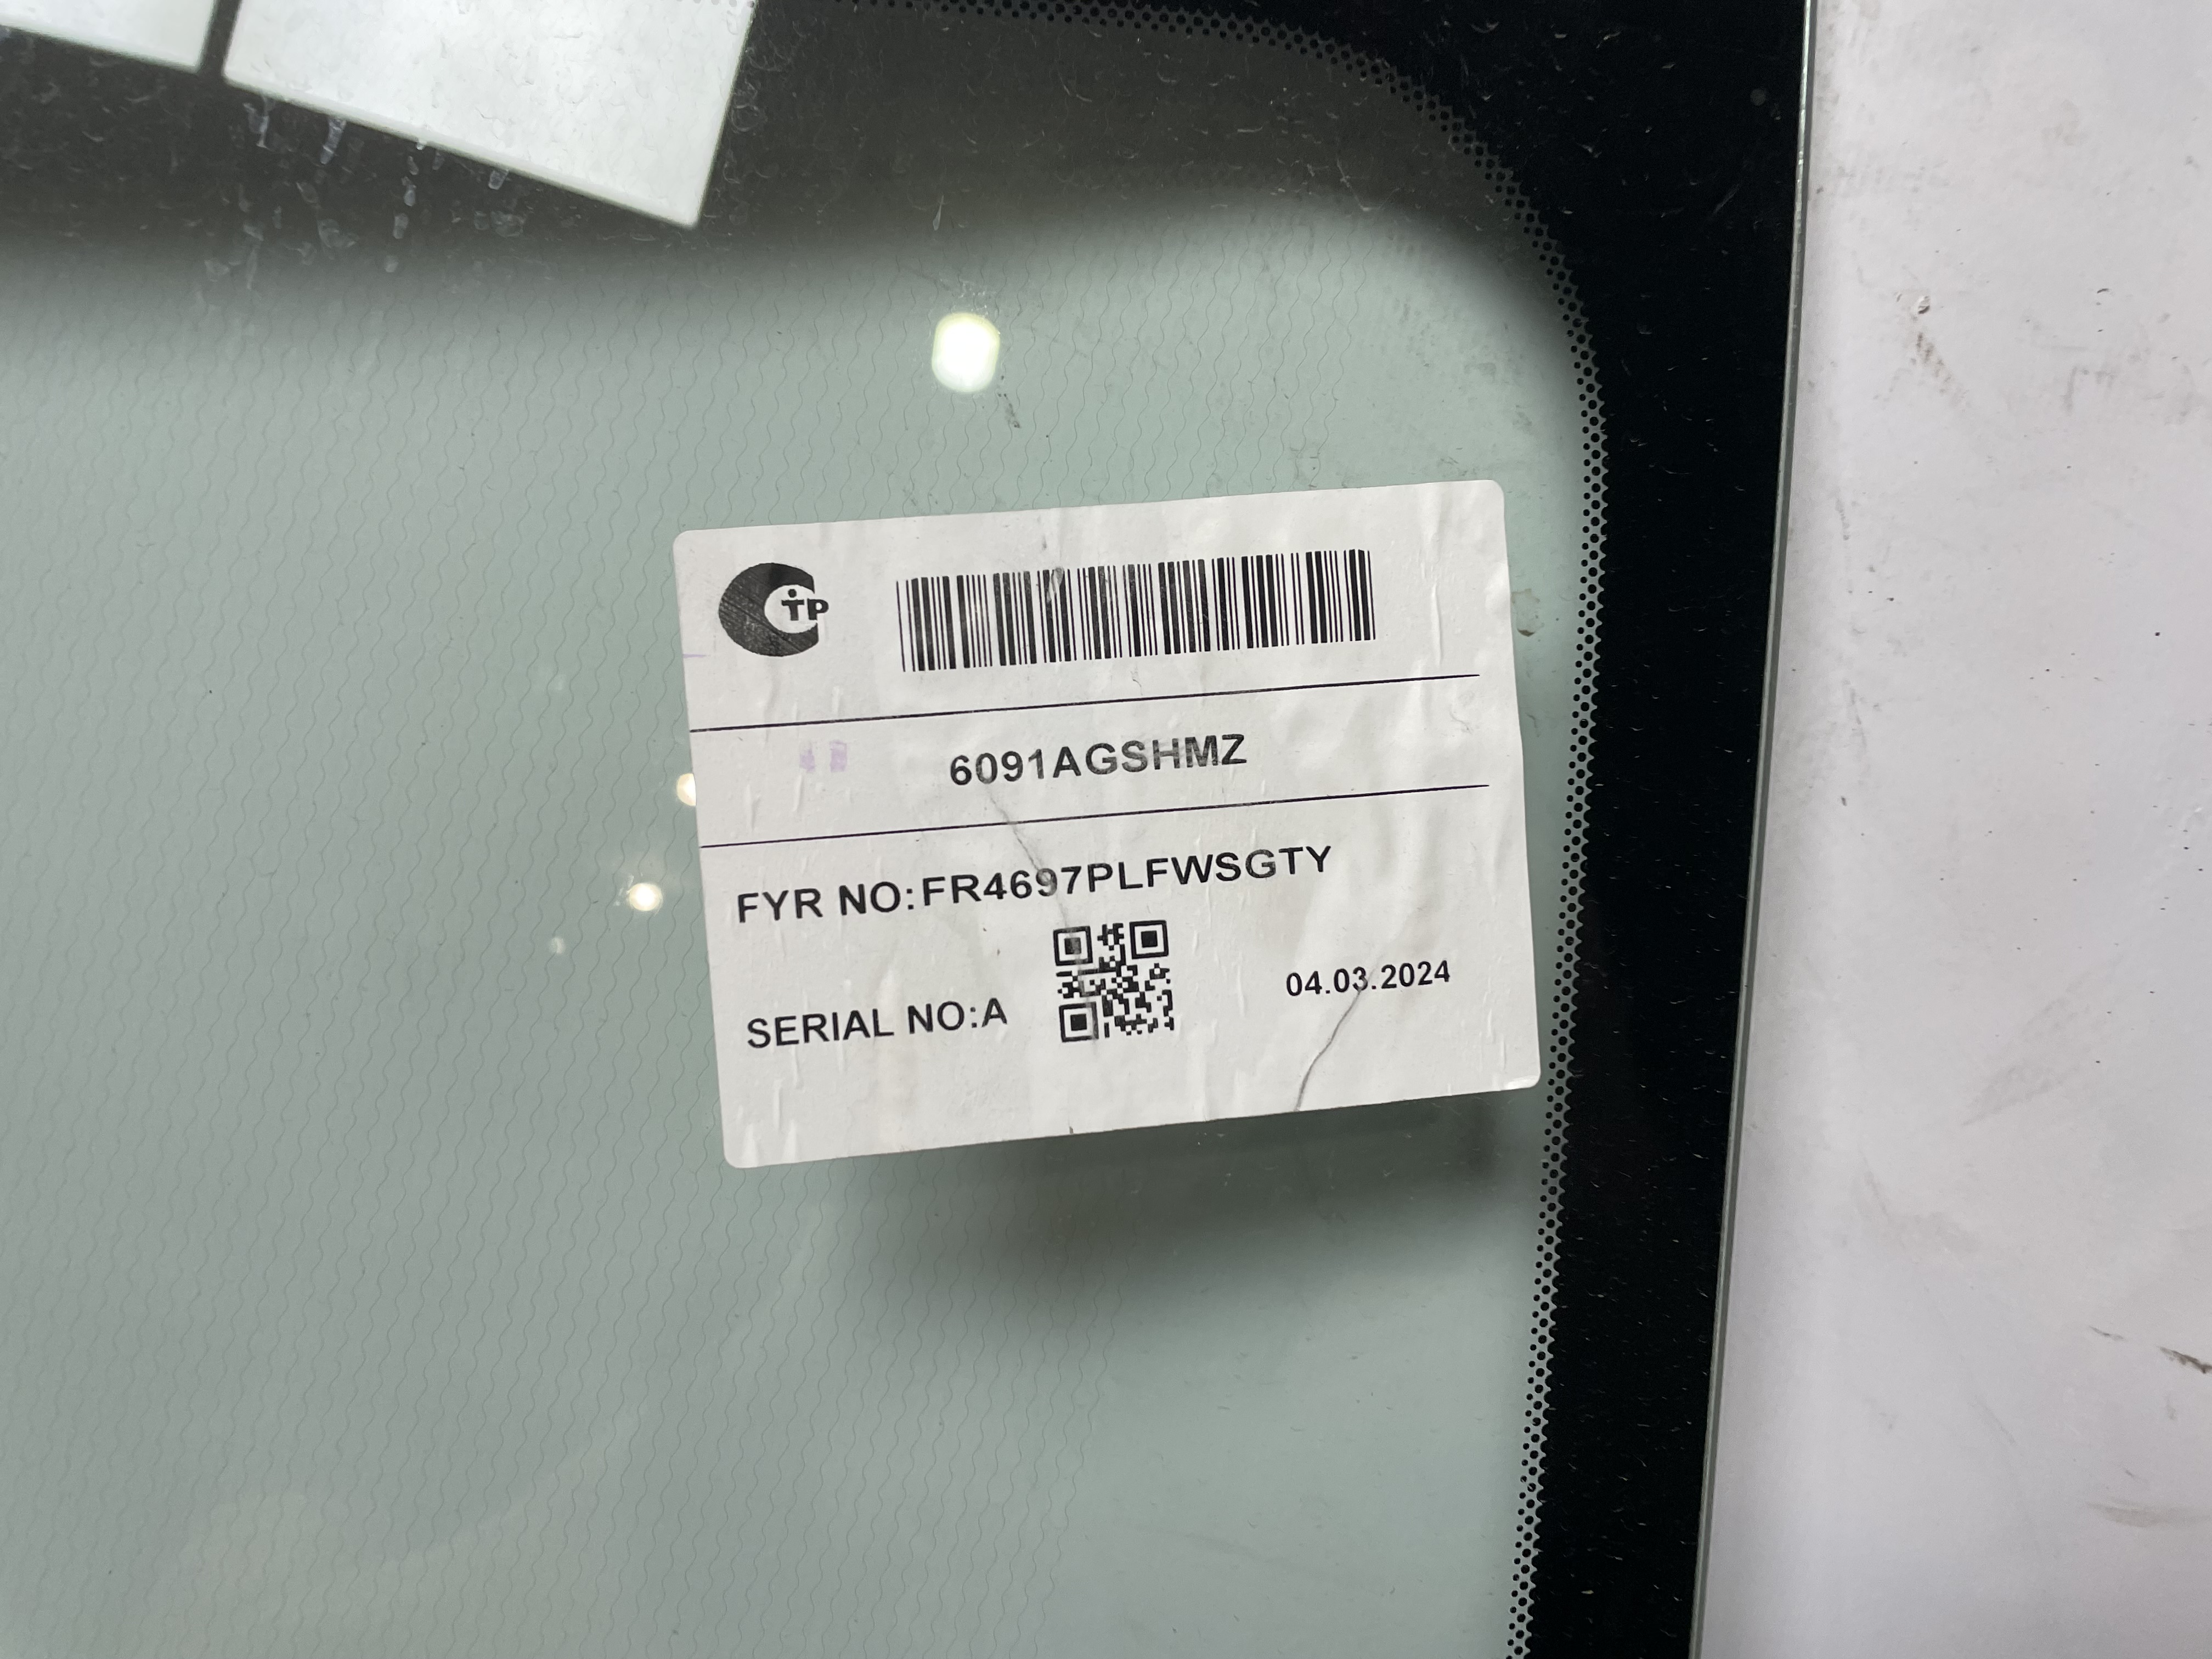 TP
6091AGSHMZ
FYR NO:FR4697PLFWSGTY
SERIAL NO:A
04.03.2024